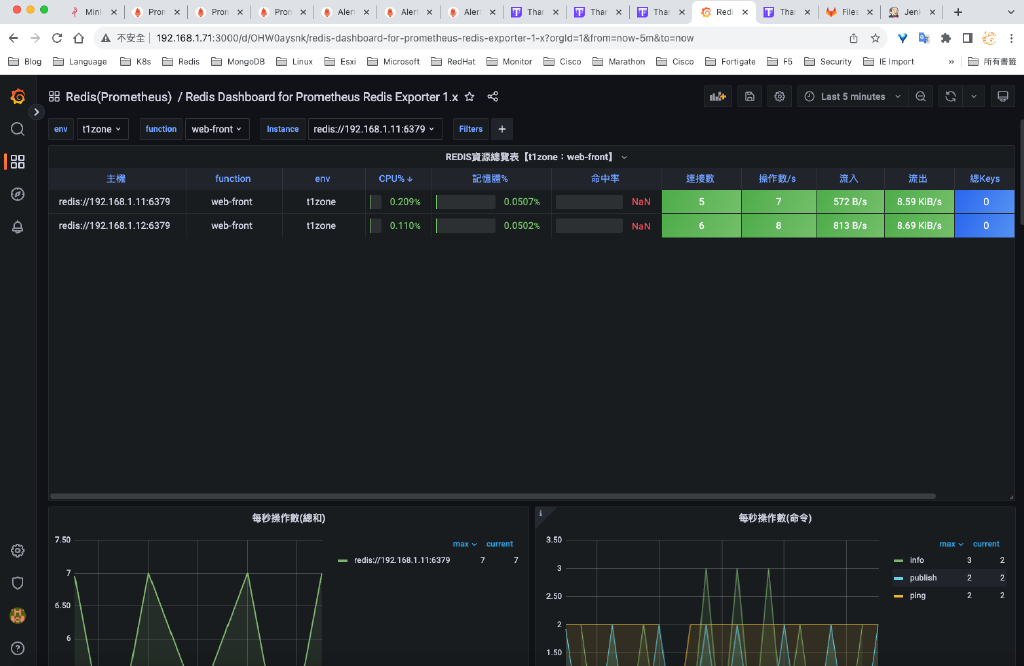 Mini Pron Pron Pron Alert Alert Alert Thar Thar Thar Redi Thar Files Jenk
不安全 192.168.1.71:3000/d/OHW0aysnk/redis-dashboard-for-prometheus-redis-exporter-1-x?orgId=1&from=now-5m&to=now
Blog Language K8s Redis MongoDB Linux Esxi Microsoft RedHat Monitor Cisco Marathon Cisco Fortigate F5 Security IE Import » 所有書籤
Redis(Prometheus) / Redis Dashboard for Prometheus Redis Exporter 1.x Last 5 minutes
env t1zone function web-front Instance redis://192.168.1.11:6379 Filters +
REDIS資源總覽表【t1zone：web-front】
主機 function env CPU% ↓ 記憶體% 命中率 連接數 操作數/s 流入 流出 總Keys
redis://192.168.1.11:6379 web-front t1zone 0.209% 0.0507% NaN 5 7 572 B/s 8.59 KiB/s 0
redis://192.168.1.12:6379 web-front t1zone 0.110% 0.0502% NaN 6 8 813 B/s 8.69 KiB/s 0
每秒操作數(總和)
7.50
max current
redis://192.168.1.11:6379 7 7
7
6.50
6
每秒操作數(命令)
3.50
max current
info 3 2
3
publish 2 2
2.50
ping 2 2
2
1.50